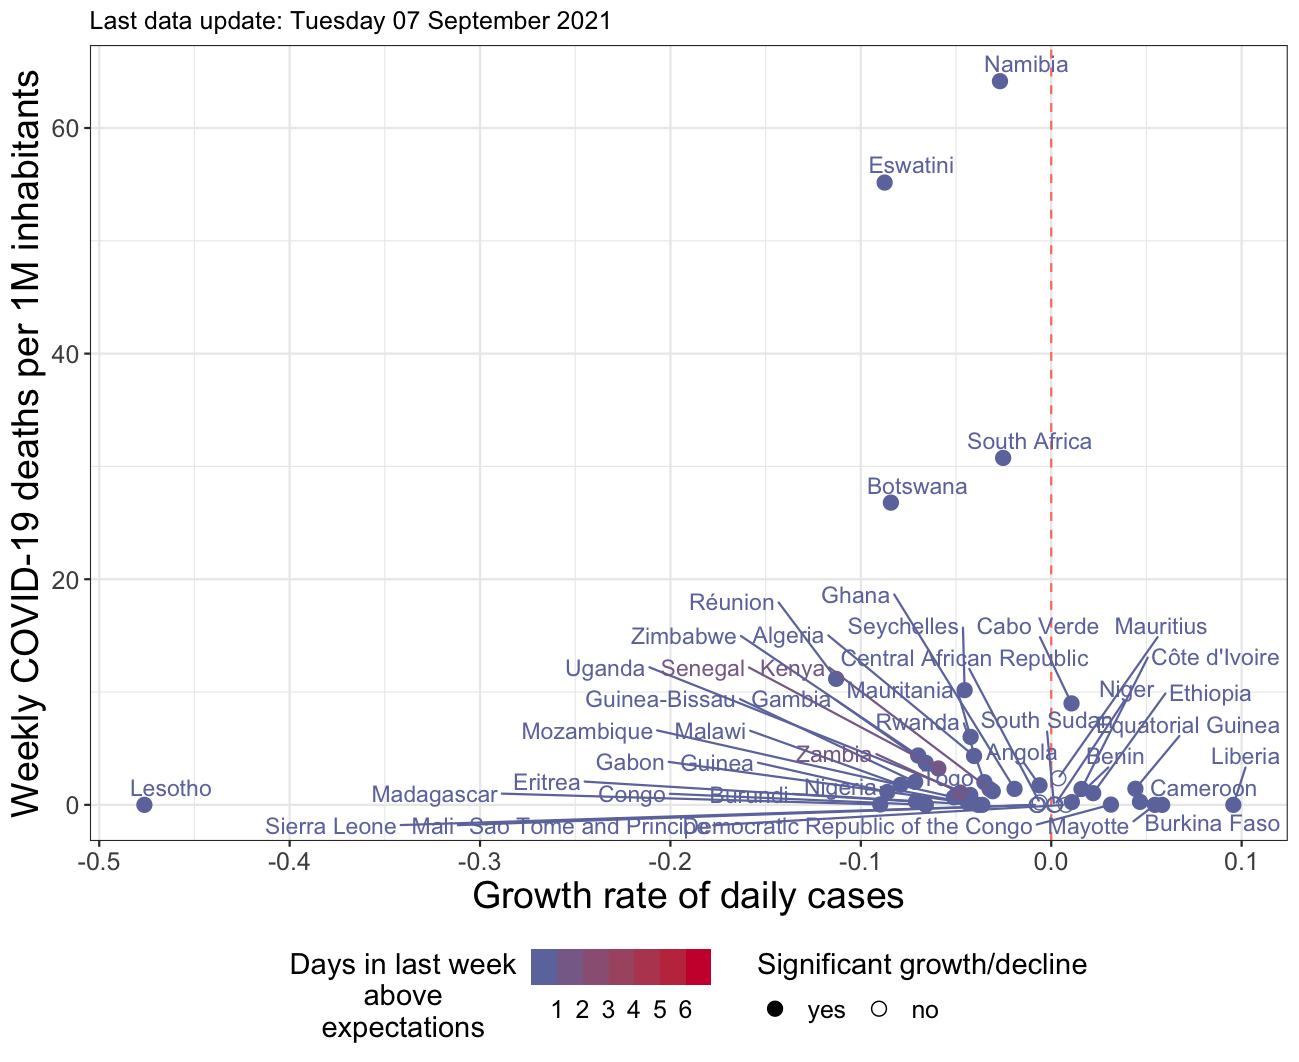 Last data update: Tuesday 07 September 2021
Weekly COVID-19 deaths per 1M inhabitants
60
40
20
0
Namibia
Eswatini
South Africa
Botswana
Réunion
Ghana
Zimbabwe
Algeria
Seychelles
Cabo Verde
Mauritius
Uganda
Senegal
Kenya
Central African Republic
Côte d'Ivoire
Guinea-Bissau
Gambia
Mauritania
Niger
Ethiopia
Mozambique
Malawi
Rwanda
South Sudan
Equatorial Guinea
Gabon
Guinea
Zambia
Angola
Benin
Liberia
Lesotho
Madagascar
Eritrea
Congo
Burundi
Nigeria
Togo
Cameroon
Sierra Leone
Mali
Sao Tome and Principe
Democratic Republic of the Congo
Mayotte
Burkina Faso
-0.5
-0.4
-0.3
-0.2
-0.1
0.0
0.1
Growth rate of daily cases
Days in last week
above
expectations
1 2 3 4 5 6
Significant growth/decline
yes
no